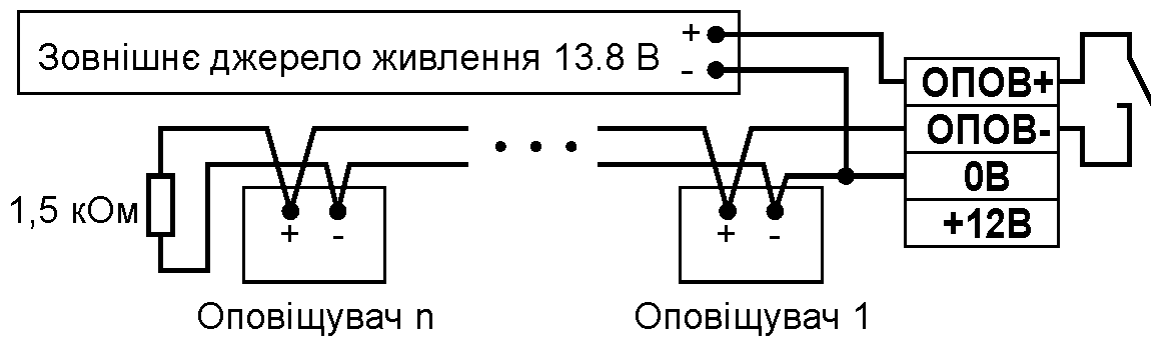 Зовнішнє джерело живлення 13.8 В
+
-
ОПОВ+
ОПОВ-
0В
+12В
1,5 кОм
+ -
+ -
Оповіщувач n
Оповіщувач 1